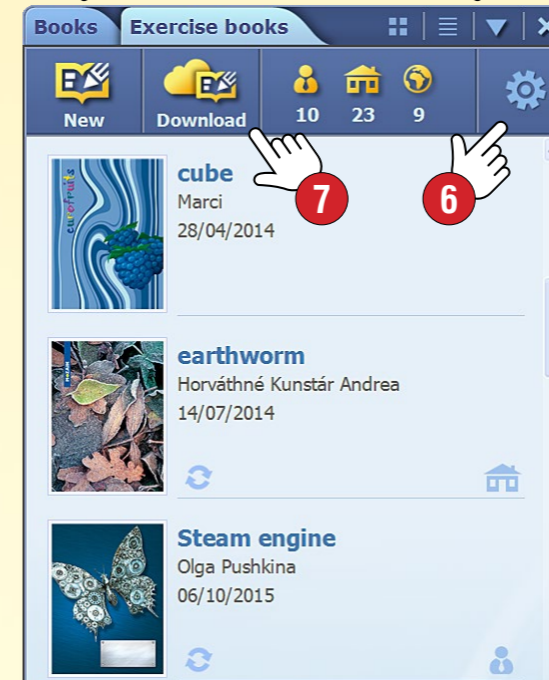 Books Exercise books
New Download 10 23 9
7 6
cube
Marci
28/04/2014
eurofruits
earthworm
Horváthné Kunstár Andrea
14/07/2014
Steam engine
Olga Pushkina
06/10/2015